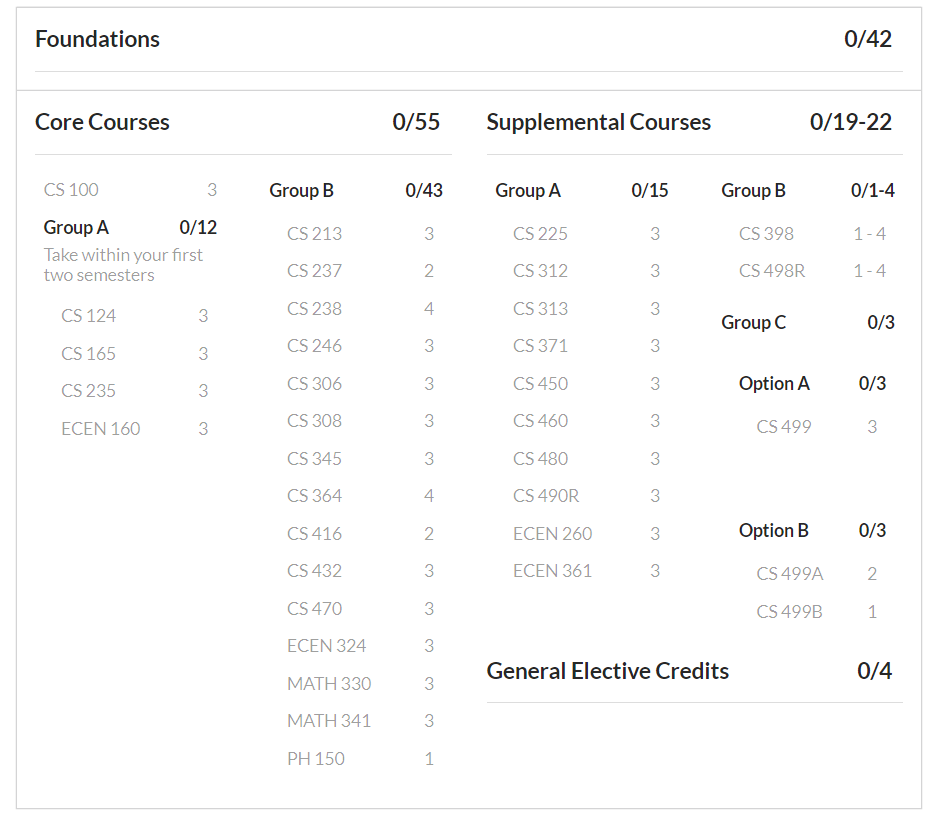 Foundations 0/42
Core Courses 0/55
CS 100 3
Group A 0/12
Take within your first
two semesters
CS 124 3
CS 165 3
CS 235 3
ECEN 160 3
Group B 0/43
CS 213 3
CS 237 2
CS 238 4
CS 246 3
CS 306 3
CS 308 3
CS 345 3
CS 364 4
CS 416 2
CS 432 3
CS 470 3
ECEN 324 3
MATH 330 3
MATH 341 3
PH 150 1
Supplemental Courses 0/19-22
Group A 0/15
CS 225 3
CS 312 3
CS 313 3
CS 371 3
CS 450 3
CS 460 3
CS 480 3
CS 490R 3
ECEN 260 3
ECEN 361 3
Group B 0/1-4
CS 398 1 - 4
CS 498R 1 - 4
Group C 0/3
Option A 0/3
CS 499 3
Option B 0/3
CS 499A 2
CS 499B 1
General Elective Credits 0/4